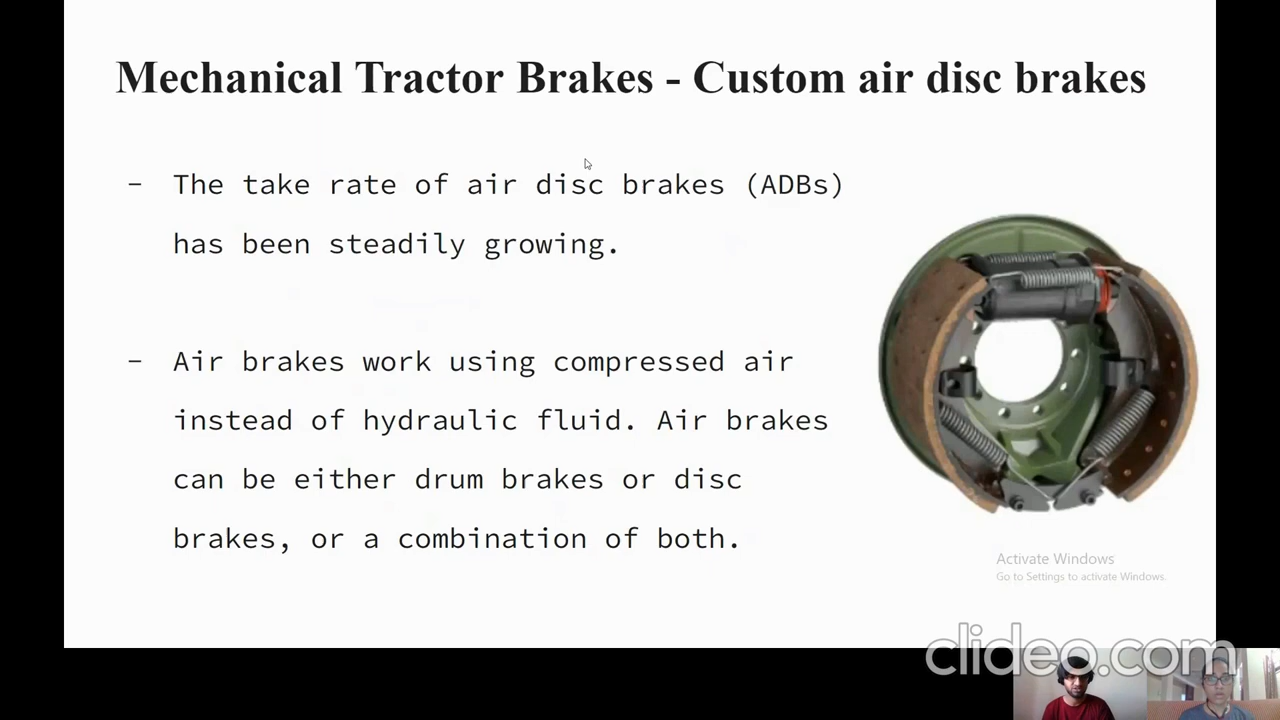 Mechanical Tractor Brakes - Custom air disc brakes
- The take rate of air disc brakes (ADBs)
has been steadily growing.
- Air brakes work using compressed air
instead of hydraulic fluid. Air brakes
can be either drum brakes or disc
brakes, or a combination of both.
Activate Windows
Go to Settings to activate Windows.
clideo.com